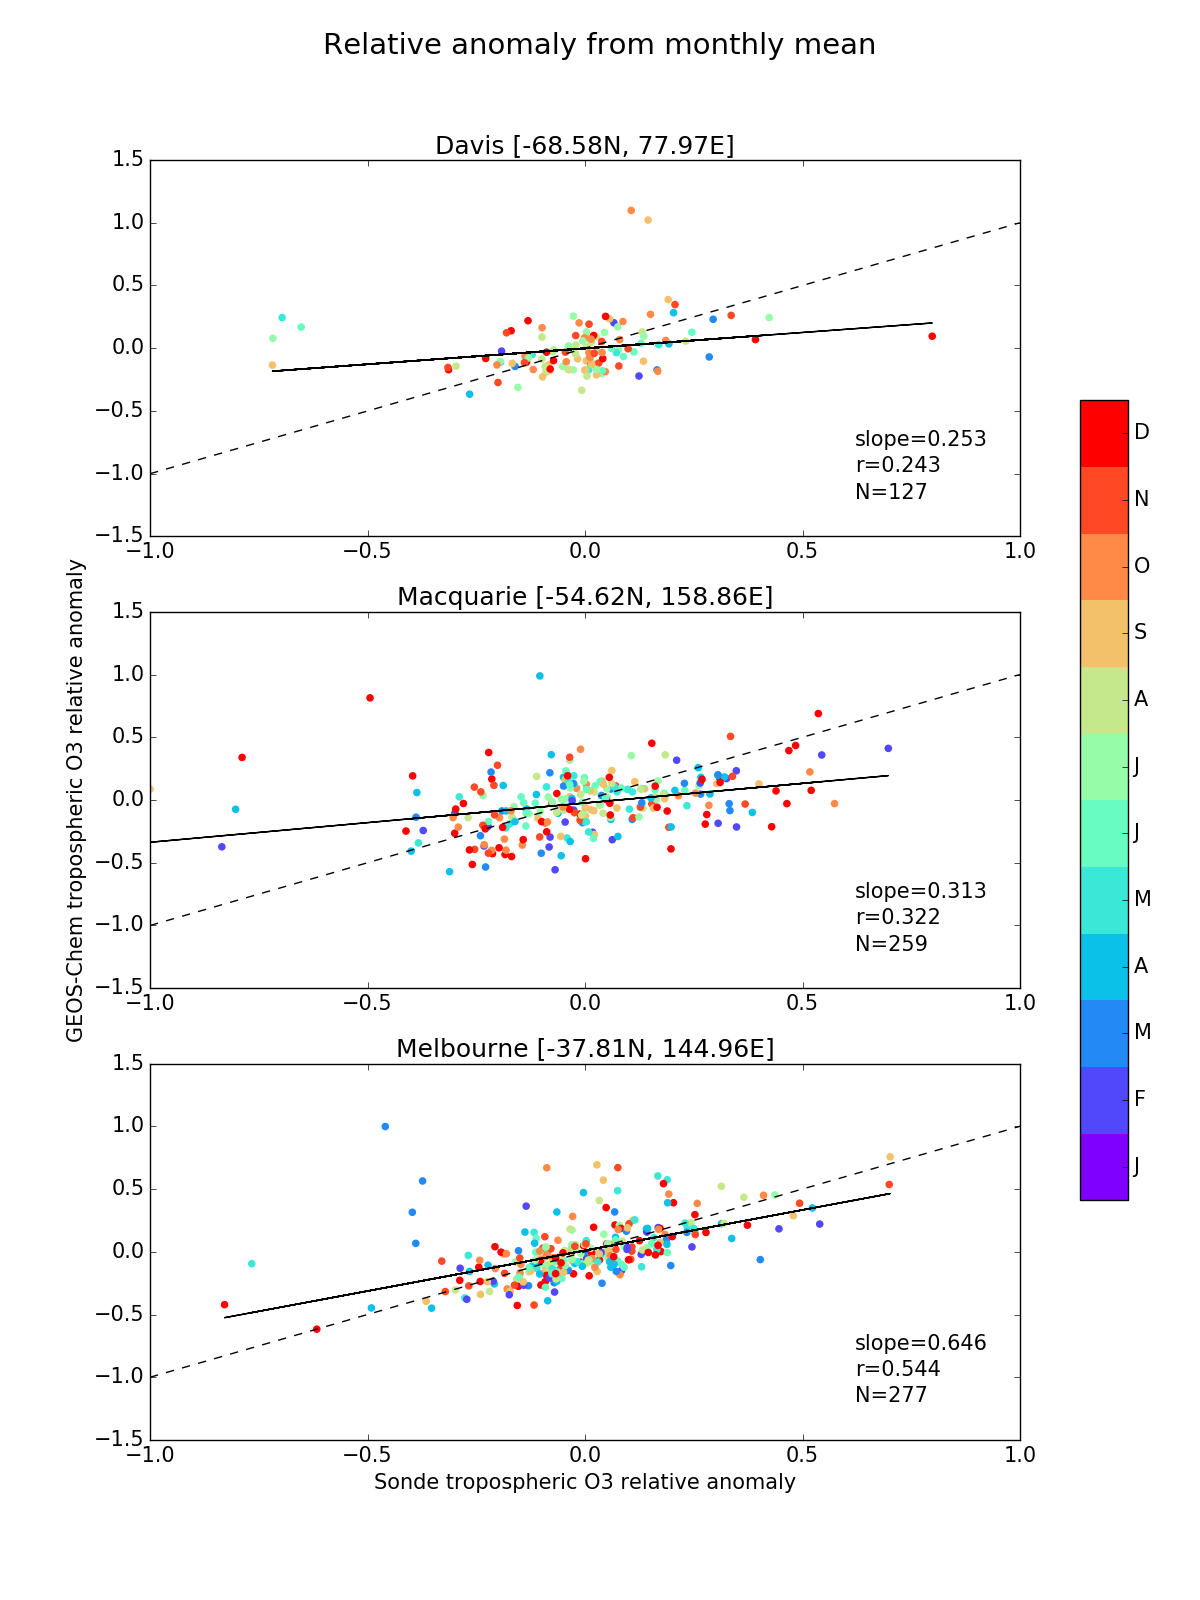 Relative anomaly from monthly mean
Davis [-68.58N, 77.97E]
1.5
1.0
0.5
0.0
−0.5
−1.0
−1.5
slope=0.253
r=0.243
N=127
−1.0 −0.5 0.0 0.5 1.0
Macquarie [-54.62N, 158.86E]
1.5
1.0
0.5
0.0
−0.5
−1.0
−1.5
slope=0.313
r=0.322
N=259
−1.0 −0.5 0.0 0.5 1.0
GEOS-Chem tropospheric O3 relative anomaly
Melbourne [-37.81N, 144.96E]
1.5
1.0
0.5
0.0
−0.5
−1.0
−1.5
slope=0.646
r=0.544
N=277
−1.0 −0.5 0.0 0.5 1.0
Sonde tropospheric O3 relative anomaly
D
N
O
S
A
J
J
M
A
M
F
J